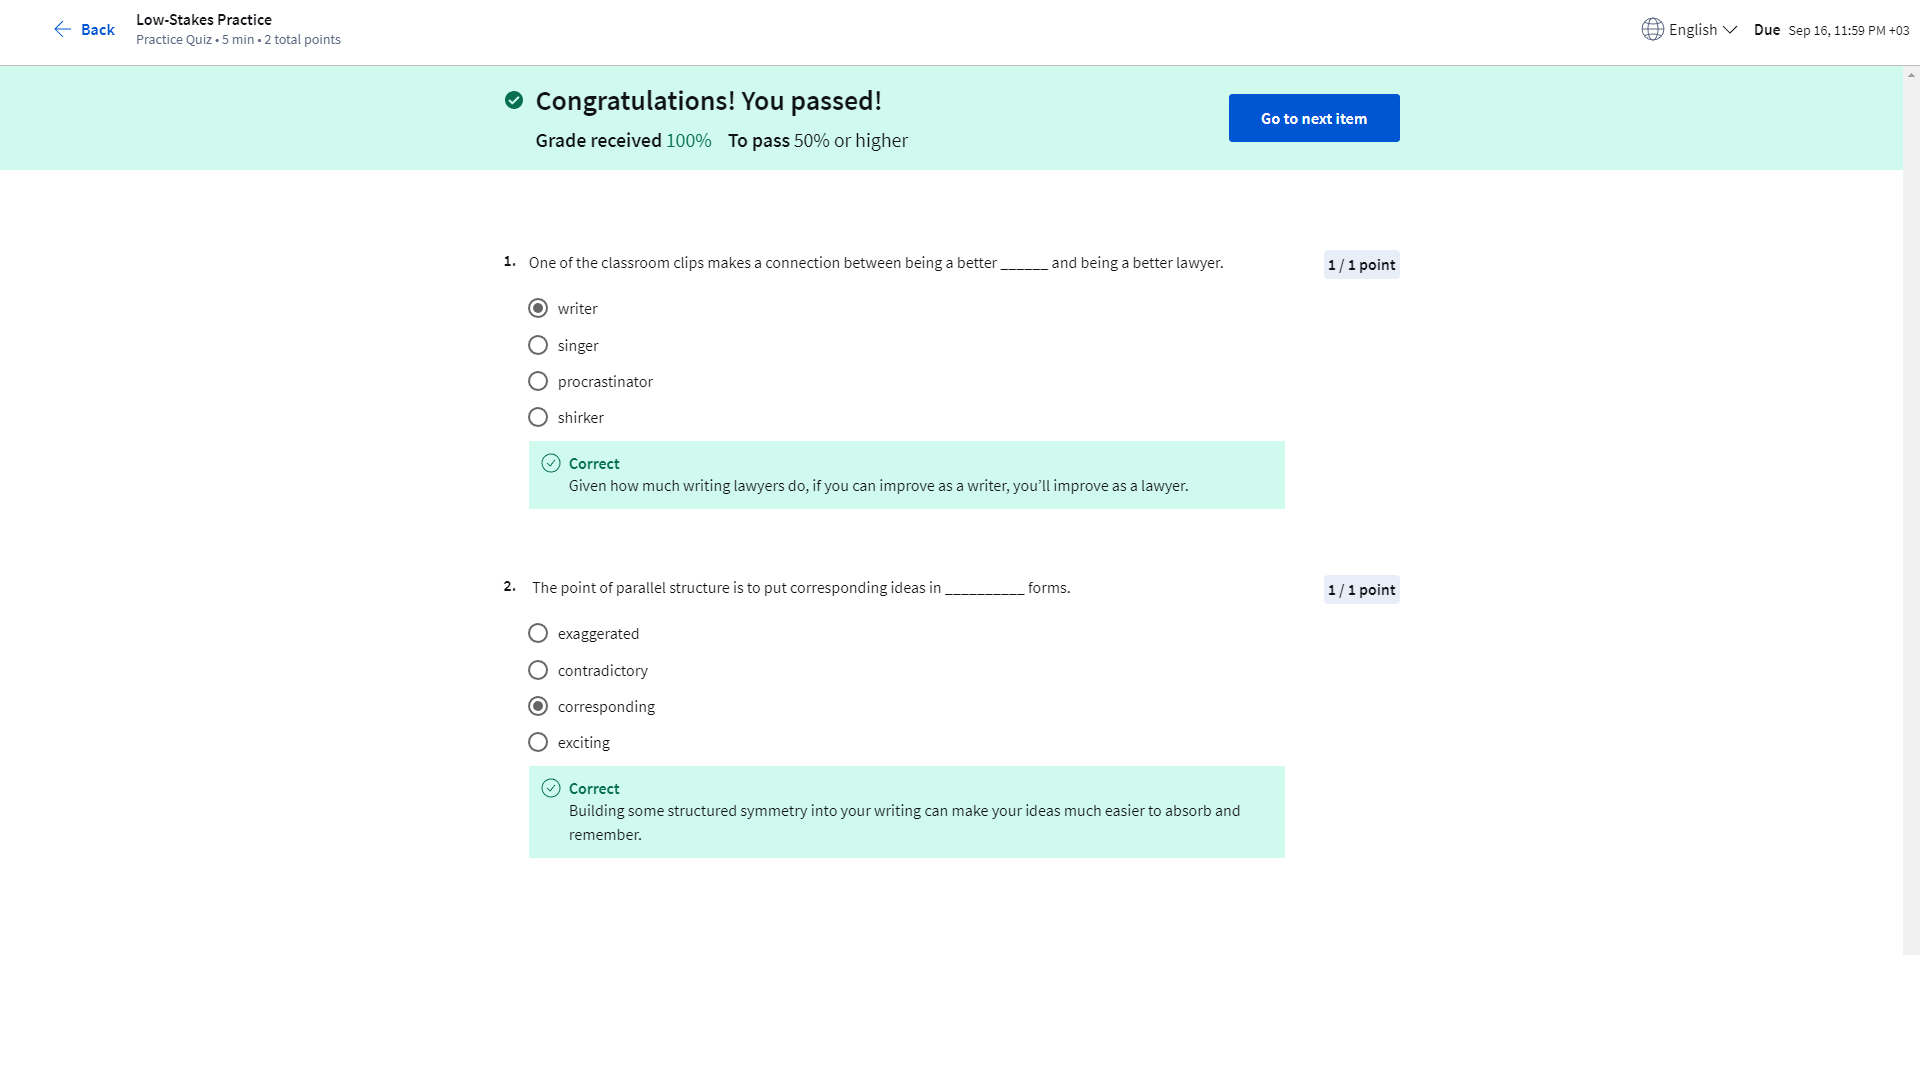 Back
Low-Stakes Practice
Practice Quiz • 5 min • 2 total points
English
Due Sep 16, 11:59 PM +03
Congratulations! You passed!
Grade received 100% To pass 50% or higher
Go to next item
1. One of the classroom clips makes a connection between being a better ______ and being a better lawyer.
1 / 1 point
writer
singer
procrastinator
shirker
Correct
Given how much writing lawyers do, if you can improve as a writer, you’ll improve as a lawyer.
2. The point of parallel structure is to put corresponding ideas in __________ forms.
1 / 1 point
exaggerated
contradictory
corresponding
exciting
Correct
Building some structured symmetry into your writing can make your ideas much easier to absorb and
remember.